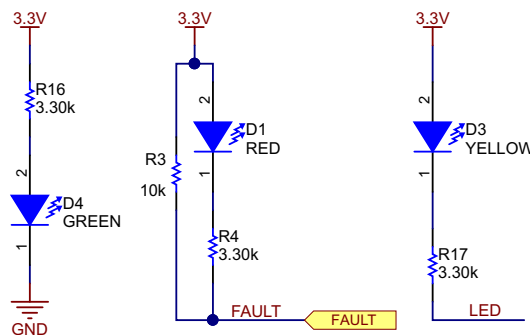 3.3V
R16
3.30k
2
D4
GREEN
1
GND
3.3V
2
D1
RED
1
R3
10k
R4
3.30k
FAULT
FAULT
3.3V
2
D3
YELLOW
1
R17
3.30k
LED